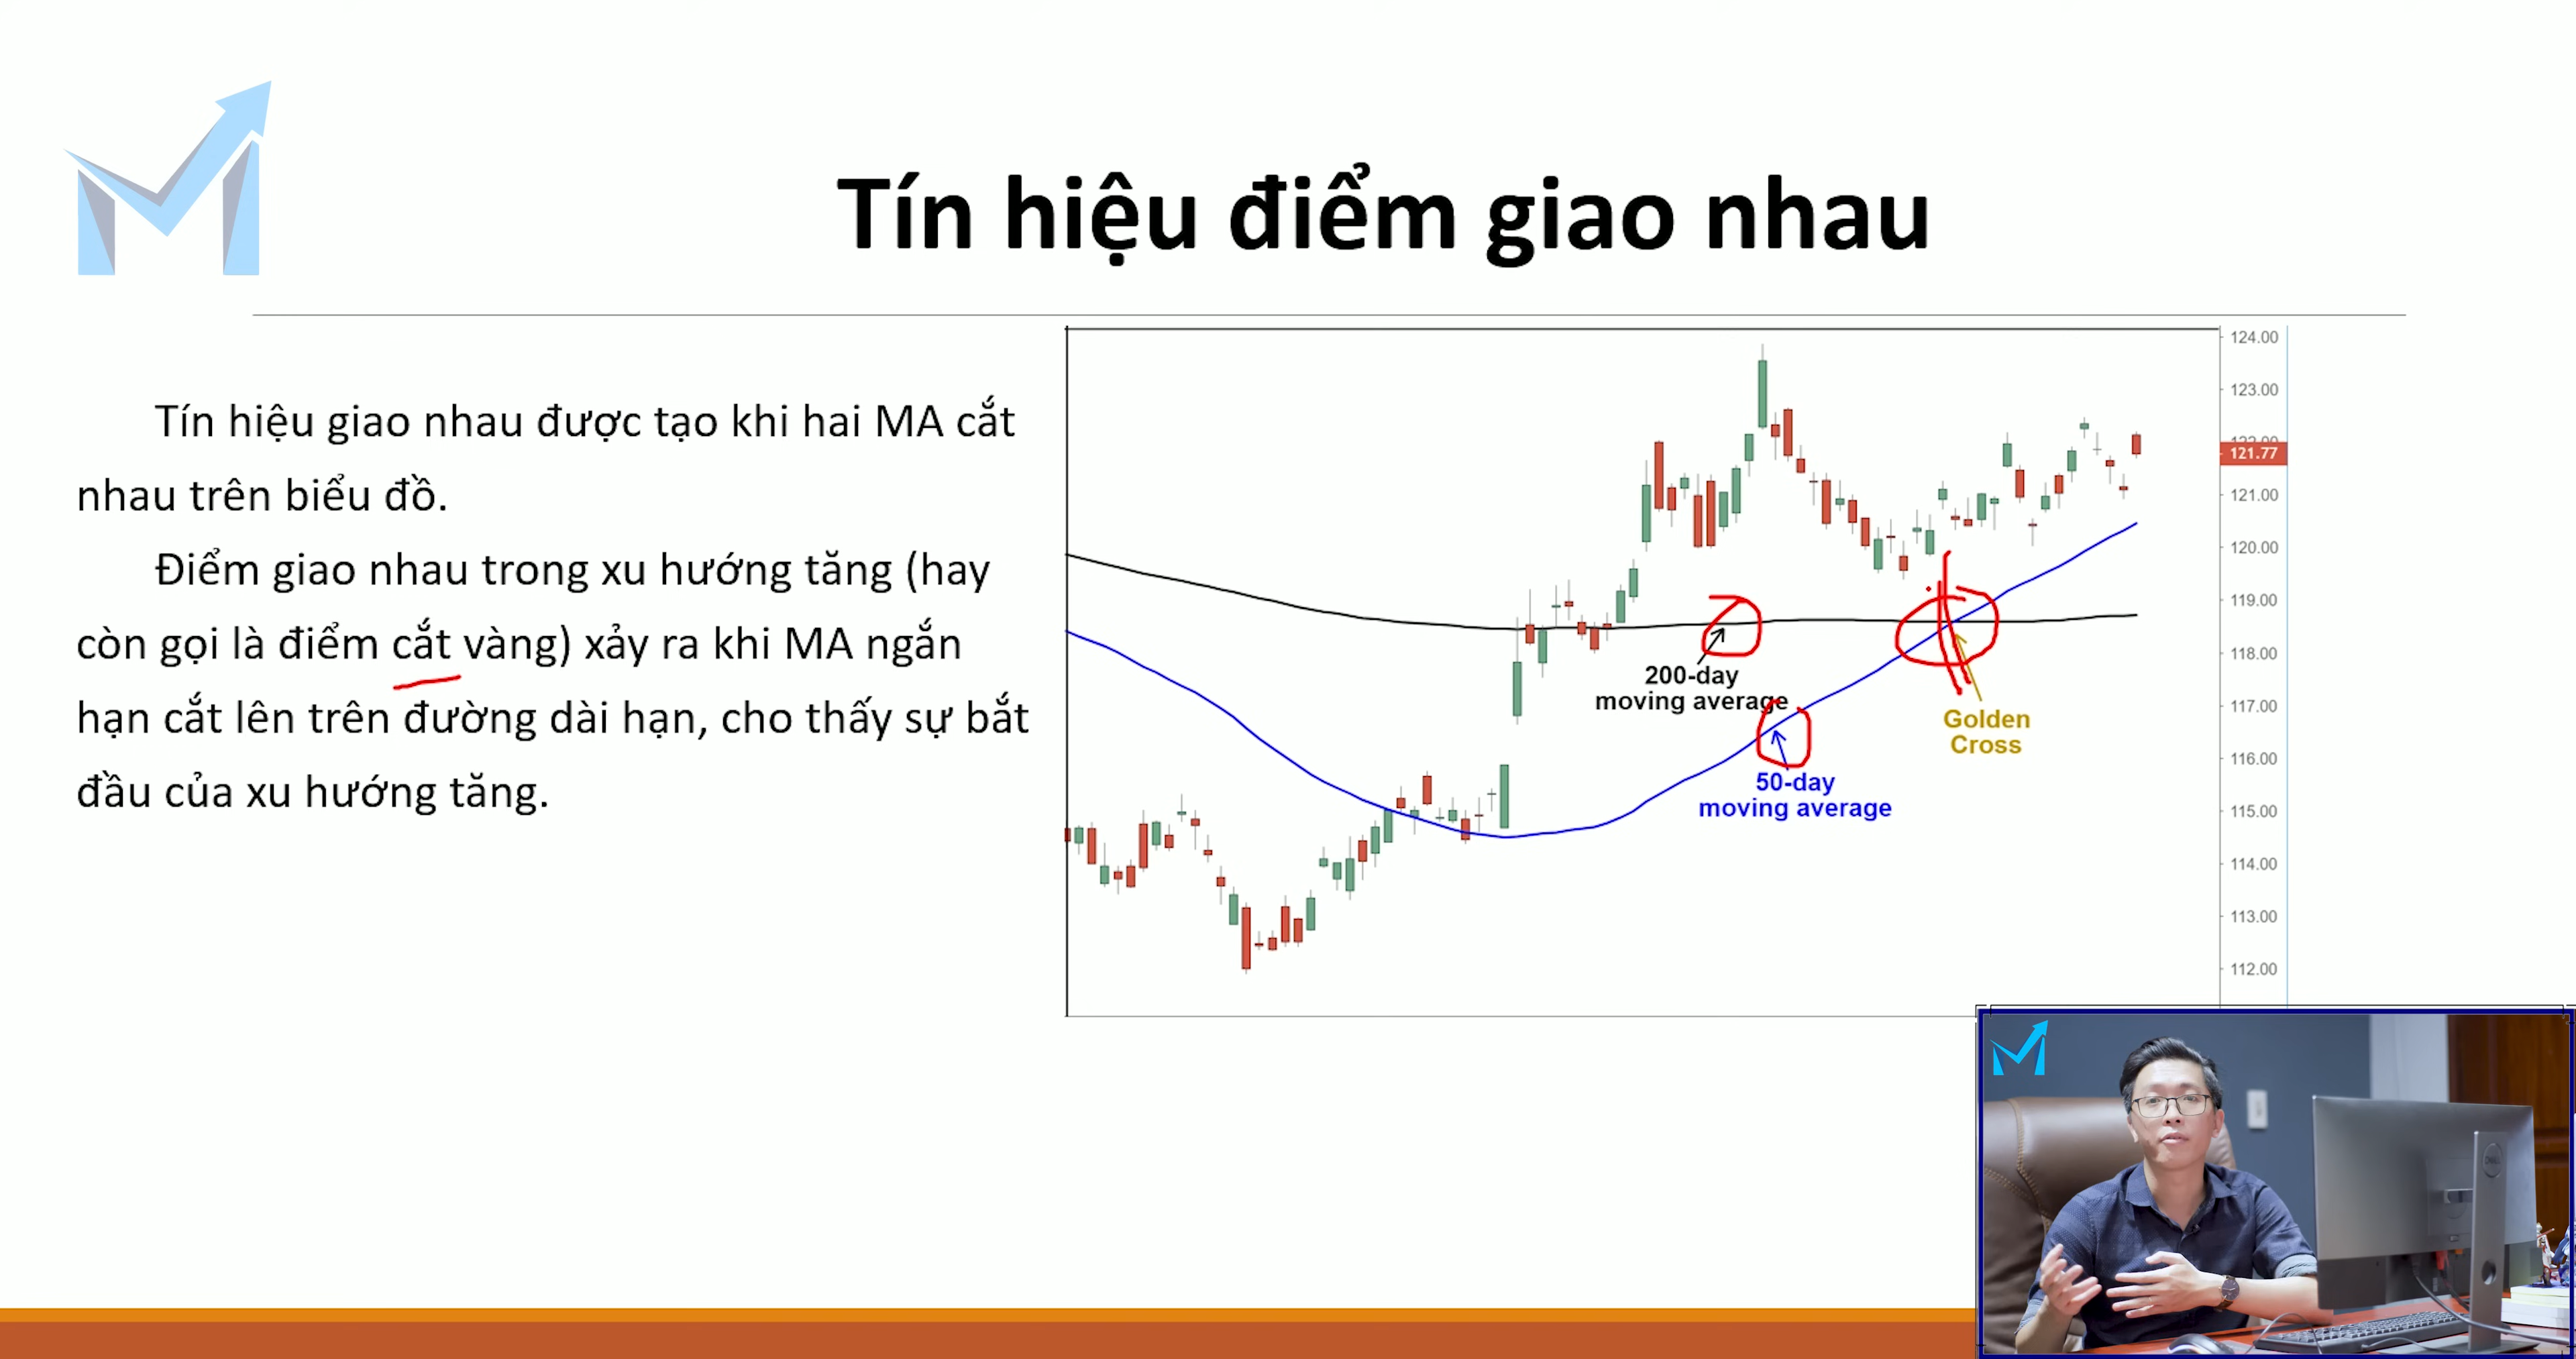 Tín hiệu điểm giao nhau
Tín hiệu giao nhau được tạo khi hai MA cắt
nhau trên biểu đồ.
Điểm giao nhau trong xu hướng tăng (hay
còn gọi là điểm cắt vàng) xảy ra khi MA ngắn
hạn cắt lên trên đường dài hạn, cho thấy sự bắt
đầu của xu hướng tăng.
124.00
123.00
122.00
121.77
121.00
120.00
119.00
118.00
117.00
116.00
115.00
114.00
113.00
112.00
200-day
moving average
Golden
Cross
50-day
moving average
DELL